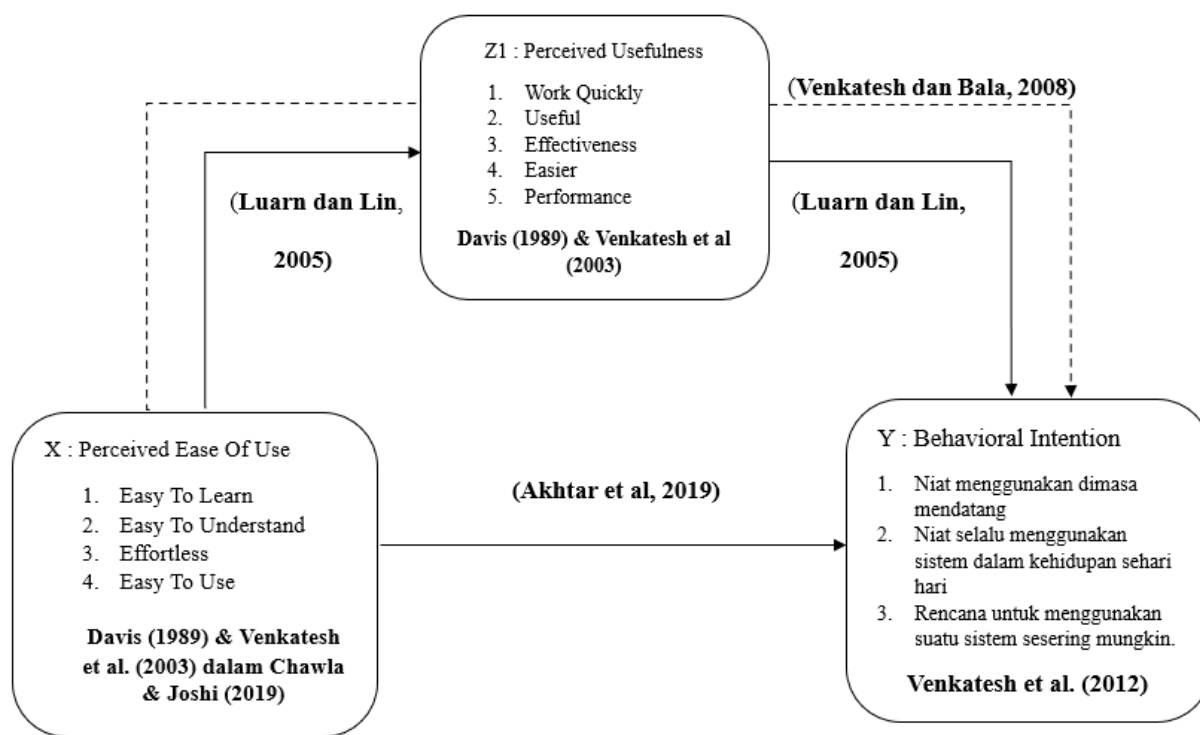 Z1 : Perceived Usefulness
1. Work Quickly
2. Useful
3. Effectiveness
4. Easier
5. Performance
Davis (1989) & Venkatesh et al
(2003)
(Venkatesh dan Bala, 2008)
(Luarn dan Lin,
2005)
(Luarn dan Lin,
2005)
X : Perceived Ease Of Use
1. Easy To Learn
2. Easy To Understand
3. Effortless
4. Easy To Use
Davis (1989) & Venkatesh
et al. (2003) dalam Chawla
& Joshi (2019)
(Akhtar et al, 2019)
Y : Behavioral Intention
1. Niat menggunakan dimasa
mendatang
2. Niat selalu menggunakan
sistem dalam kehidupan sehari
hari
3. Rencana untuk menggunakan
suatu sistem sesering mungkin.
Venkatesh et al. (2012)